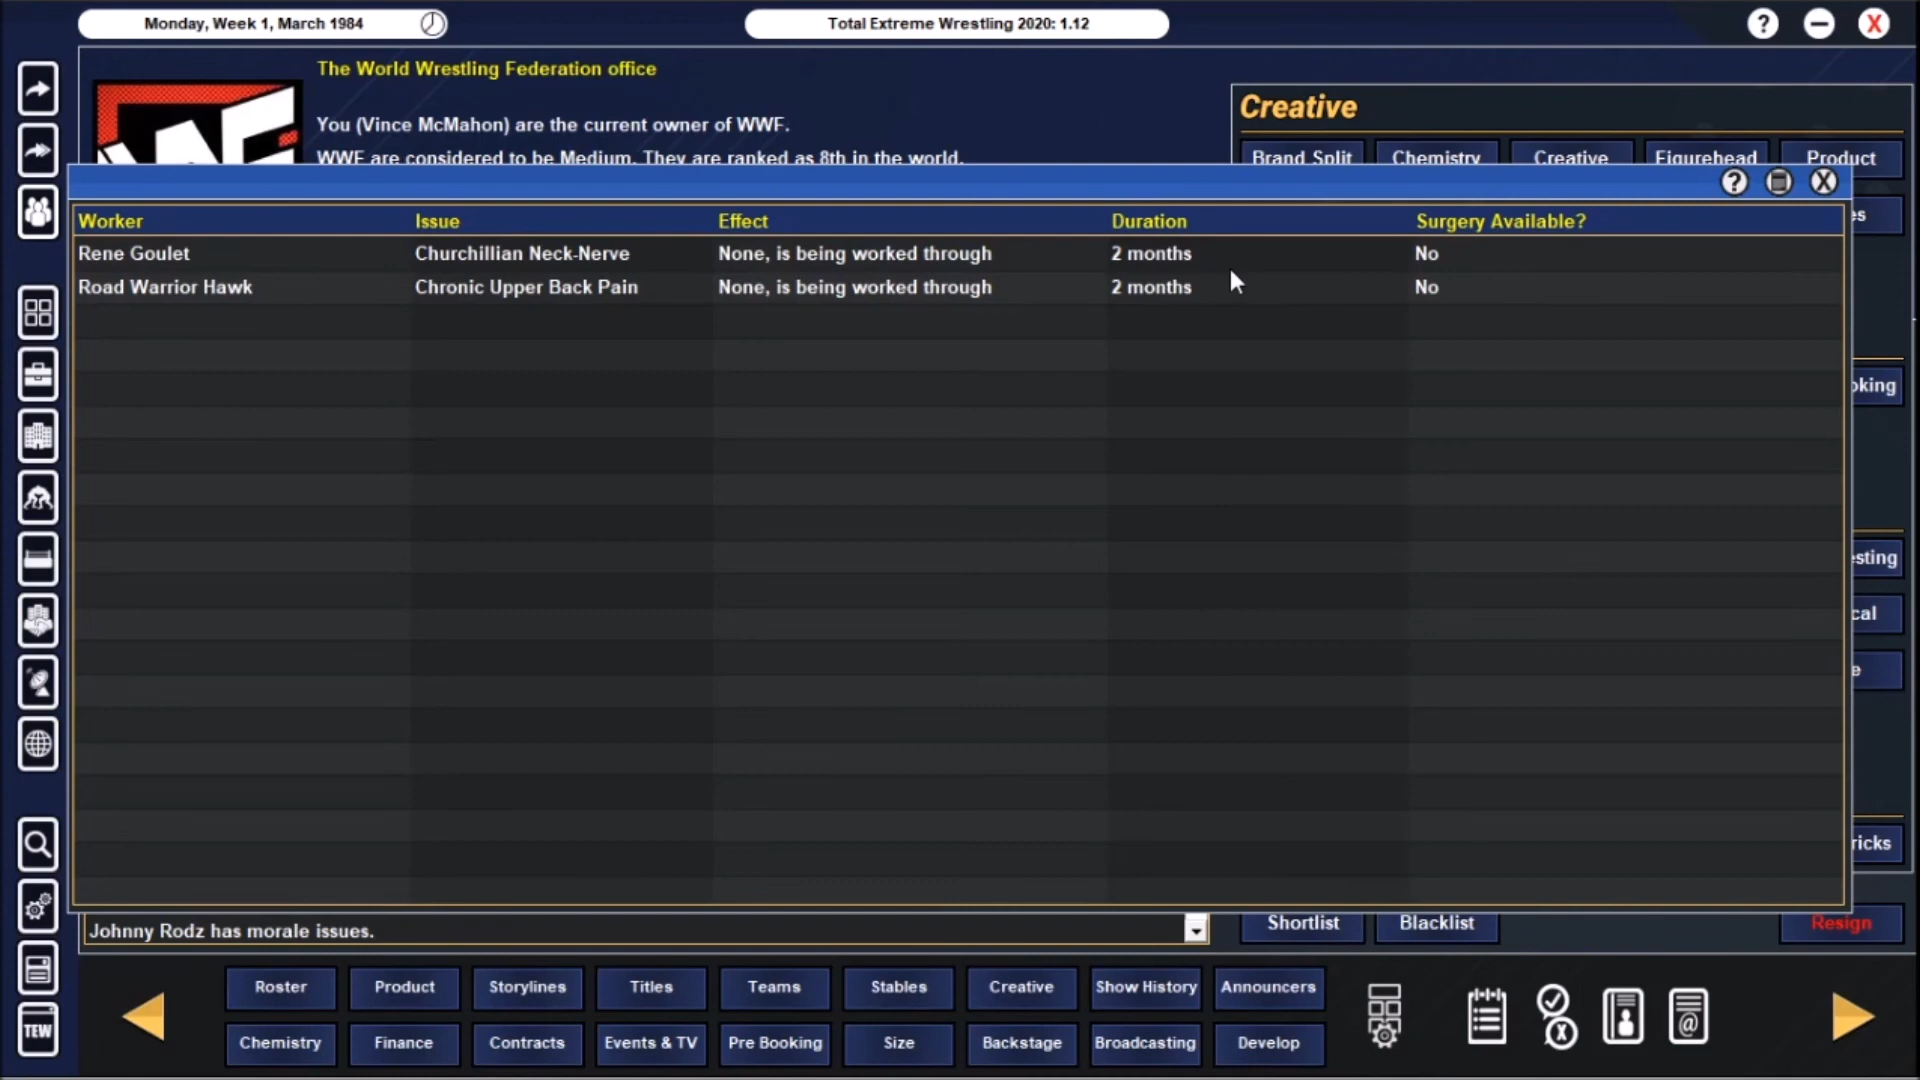 Monday, Week 1, March 1984
Total Extreme Wrestling 2020: 1.12
? X
The World Wrestling Federation office
You (Vince McMahon) are the current owner of WWF.
WWF are considered to be Medium. They are ranked as 8th in the world.
Creative
Brand Split Chemistry Creative Figurehead Product
? X
Worker Issue Effect Duration Surgery Available?
Rene Goulet Churchillian Neck-Nerve None, is being worked through 2 months No
Road Warrior Hawk Chronic Upper Back Pain None, is being worked through 2 months No
es
oking
esting
cal
e
ricks
Johnny Rodz has morale issues.
Shortlist Blacklist Resign
TEW
Roster Product Storylines Titles Teams Stables Creative Show History Announcers
Chemistry Finance Contracts Events & TV Pre Booking Size Backstage Broadcasting Develop